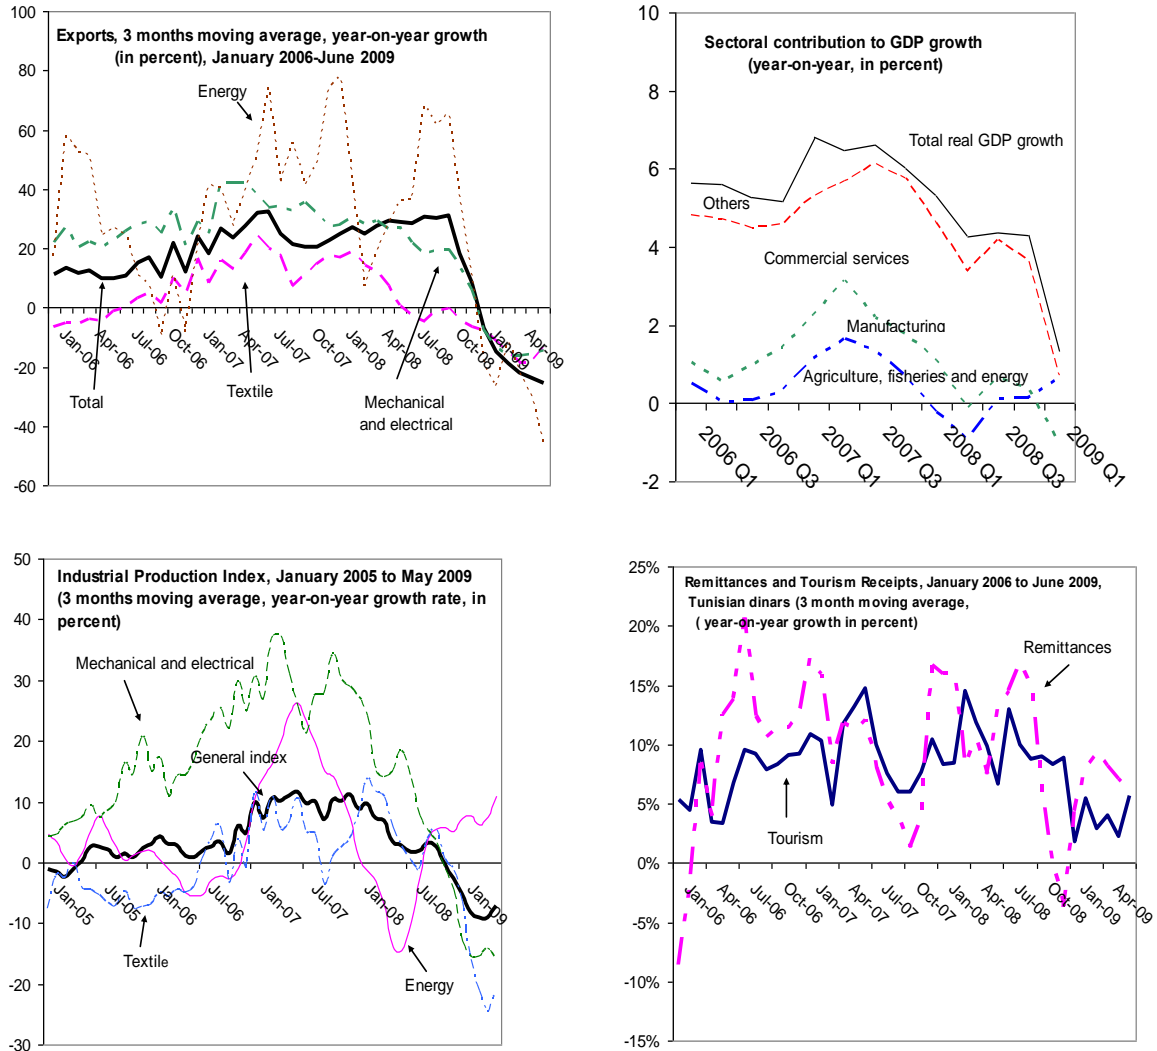 Exports, 3 months moving average, year-on-year growth
(in percent), January 2006-June 2009
100
80
60
40
20
0
-20
-40
-60
Energy
Total
Textile
Mechanical
and electrical
Jan-06
Apr-06
Jul-06
Oct-06
Jan-07
Apr-07
Jul-07
Oct-07
Jan-08
Apr-08
Jul-08
Oct-08
Jan-09
Apr-09
Sectoral contribution to GDP growth
(year-on-year, in percent)
10
8
6
4
2
0
-2
Total real GDP growth
Others
Commercial services
Manufacturing
Agriculture, fisheries and energy
2006 Q1
2006 Q3
2007 Q1
2007 Q3
2008 Q1
2008 Q3
2009 Q1
Industrial Production Index, January 2005 to May 2009
(3 months moving average, year-on-year growth rate, in
percent)
50
40
30
20
10
0
-10
-20
-30
Mechanical and electrical
General index
Textile
Energy
Jan-05
Jul-05
Jan-06
Jul-06
Jan-07
Jul-07
Jan-08
Jul-08
Jan-09
Remittances and Tourism Receipts, January 2006 to June 2009,
Tunisian dinars (3 month moving average,
( year-on-year growth in percent)
25%
20%
15%
10%
5%
0%
-5%
-10%
-15%
Remittances
Tourism
Jan-06
Apr-06
Jul-06
Oct-06
Jan-07
Apr-07
Jul-07
Oct-07
Jan-08
Apr-08
Jul-08
Oct-08
Jan-09
Apr-09